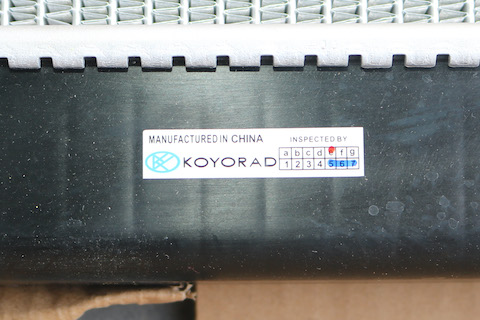 MANUFACTURED IN CHINA
INSPECTED BY
KOYORAD
a b c d e f g
1 2 3 4 5 6 7